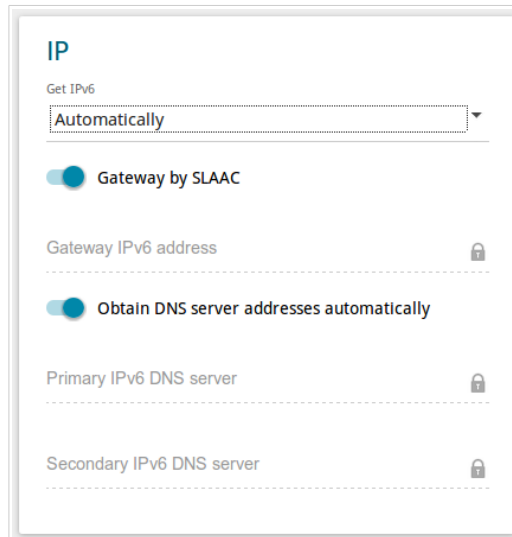 IP
Get IPv6
Automatically
Gateway by SLAAC
Gateway IPv6 address
Obtain DNS server addresses automatically
Primary IPv6 DNS server
Secondary IPv6 DNS server